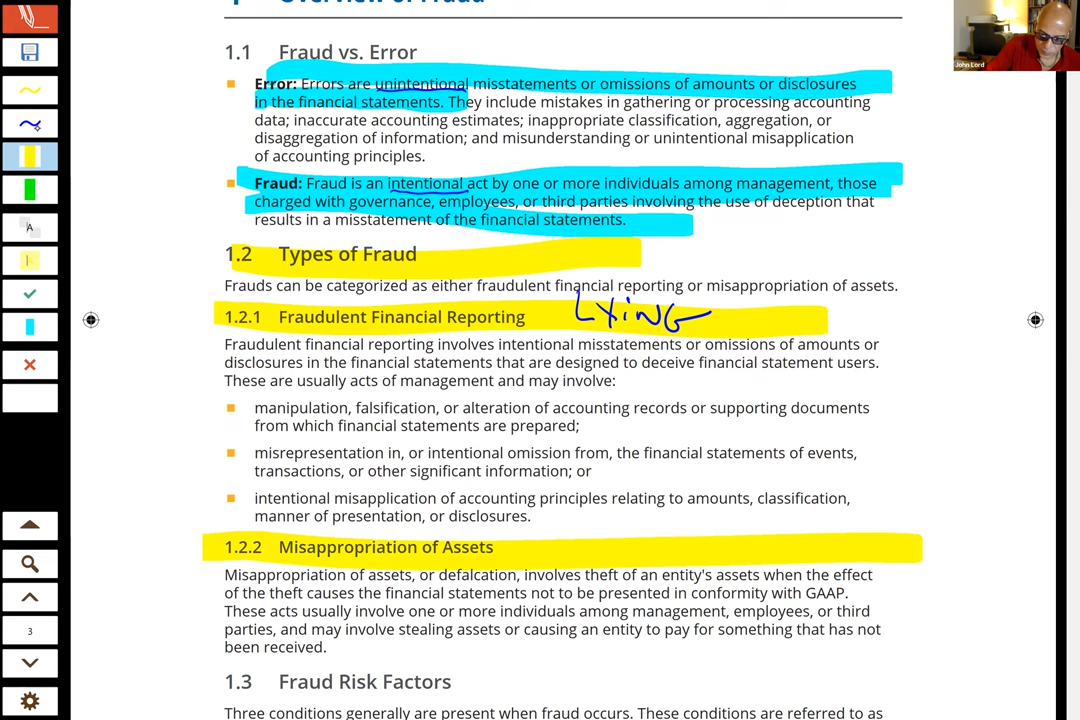 Overview of Fraud
1.1 Fraud vs. Error
Error: Errors are unintentional misstatements or omissions of amounts or disclosures
in the financial statements. They include mistakes in gathering or processing accounting
data; inaccurate accounting estimates; inappropriate classification, aggregation, or
disaggregation of information; and misunderstanding or unintentional misapplication
of accounting principles.
Fraud: Fraud is an intentional act by one or more individuals among management, those
charged with governance, employees, or third parties involving the use of deception that
results in a misstatement of the financial statements.
1.2 Types of Fraud
Frauds can be categorized as either fraudulent financial reporting or misappropriation of assets.
1.2.1 Fraudulent Financial Reporting LYiNG
Fraudulent financial reporting involves intentional misstatements or omissions of amounts or
disclosures in the financial statements that are designed to deceive financial statement users.
These are usually acts of management and may involve:
manipulation, falsification, or alteration of accounting records or supporting documents
from which financial statements are prepared;
misrepresentation in, or intentional omission from, the financial statements of events,
transactions, or other significant information; or
intentional misapplication of accounting principles relating to amounts, classification,
manner of presentation, or disclosures.
1.2.2 Misappropriation of Assets
Misappropriation of assets, or defalcation, involves theft of an entity's assets when the effect
of the theft causes the financial statements not to be presented in conformity with GAAP.
These acts usually involve one or more individuals among management, employees, or third
parties, and may involve stealing assets or causing an entity to pay for something that has not
been received.
1.3 Fraud Risk Factors
Three conditions generally are present when fraud occurs. These conditions are referred to as
John Lord
A
3